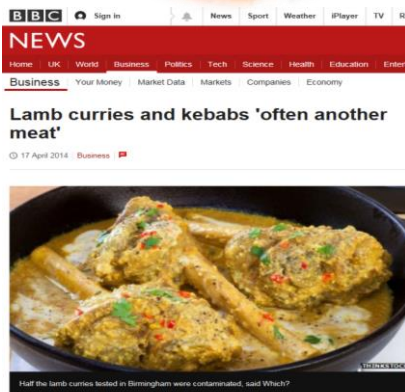 BBC Sign in News Sport Weather iPlayer TV R
NEWS
Home UK World Business Politics Tech Science Health Education Enter
Business Your Money Market Data Markets Companies Economy
Lamb curries and kebabs 'often another
meat'
17 April 2014 Business
THINKSTOC
Half the lamb curries tested in Birmingham were contaminated, said Which?